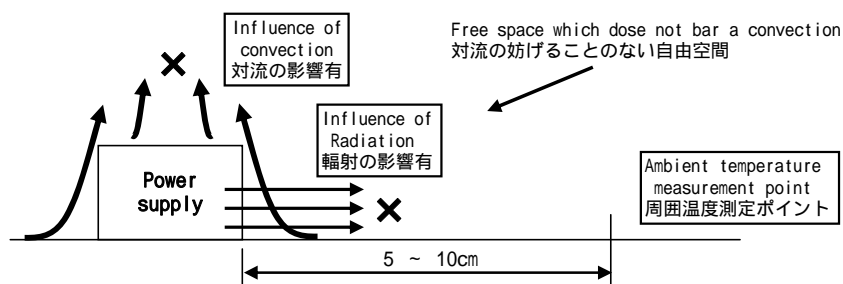 Influence of
convection
対流の影響有
Free space which dose not bar a convection
対流の妨げることのない自由空間
Influence of
Radiation
輻射の影響有
Power
supply
Ambient temperature
measurement point
周囲温度測定ポイント
5 ～ 10cm